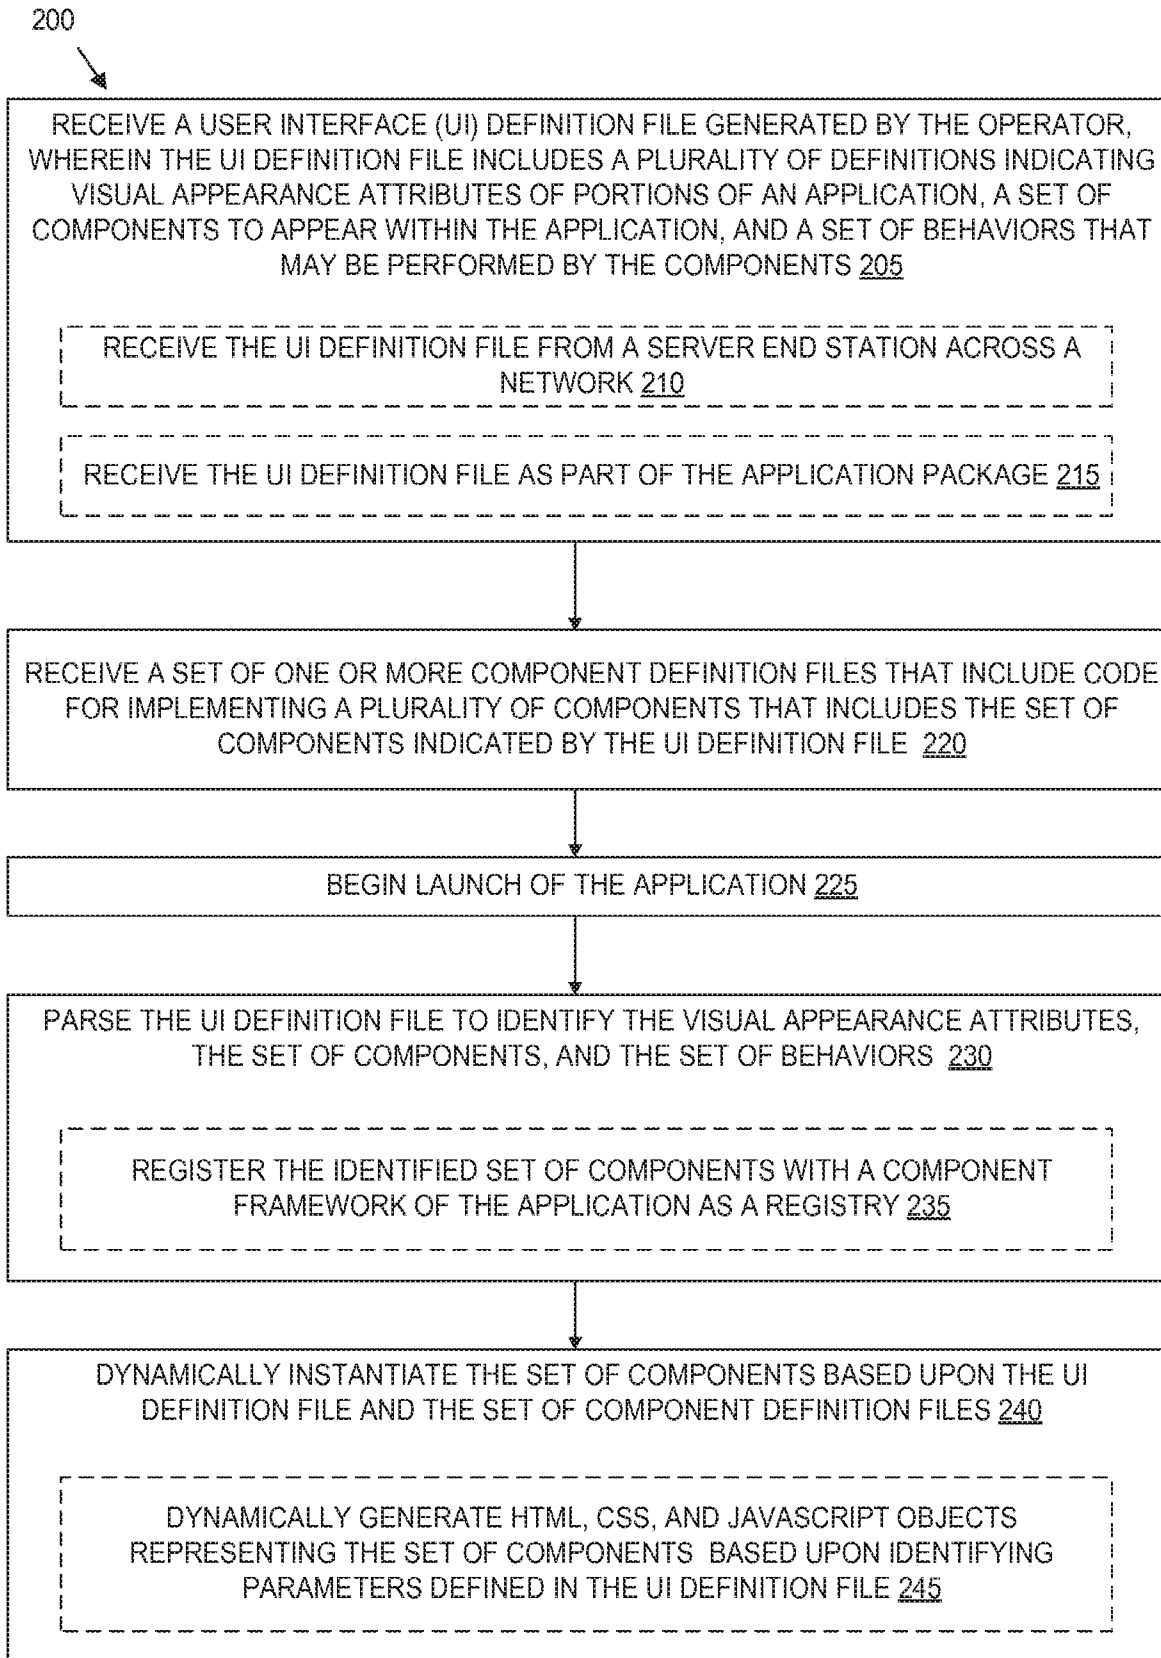 200
RECEIVE A USER INTERFACE (UI) DEFINITION FILE GENERATED BY THE OPERATOR,
WHEREIN THE UI DEFINITION FILE INCLUDES A PLURALITY OF DEFINITIONS INDICATING
VISUAL APPEARANCE ATTRIBUTES OF PORTIONS OF AN APPLICATION, A SET OF
COMPONENTS TO APPEAR WITHIN THE APPLICATION, AND A SET OF BEHAVIORS THAT
MAY BE PERFORMED BY THE COMPONENTS 205
RECEIVE THE UI DEFINITION FILE FROM A SERVER END STATION ACROSS A
NETWORK 210
RECEIVE THE UI DEFINITION FILE AS PART OF THE APPLICATION PACKAGE 215
RECEIVE A SET OF ONE OR MORE COMPONENT DEFINITION FILES THAT INCLUDE CODE
FOR IMPLEMENTING A PLURALITY OF COMPONENTS THAT INCLUDES THE SET OF
COMPONENTS INDICATED BY THE UI DEFINITION FILE 220
BEGIN LAUNCH OF THE APPLICATION 225
PARSE THE UI DEFINITION FILE TO IDENTIFY THE VISUAL APPEARANCE ATTRIBUTES,
THE SET OF COMPONENTS, AND THE SET OF BEHAVIORS 230
REGISTER THE IDENTIFIED SET OF COMPONENTS WITH A COMPONENT
FRAMEWORK OF THE APPLICATION AS A REGISTRY 235
DYNAMICALLY INSTANTIATE THE SET OF COMPONENTS BASED UPON THE UI
DEFINITION FILE AND THE SET OF COMPONENT DEFINITION FILES 240
DYNAMICALLY GENERATE HTML, CSS, AND JAVASCRIPT OBJECTS
REPRESENTING THE SET OF COMPONENTS BASED UPON IDENTIFYING
PARAMETERS DEFINED IN THE UI DEFINITION FILE 245